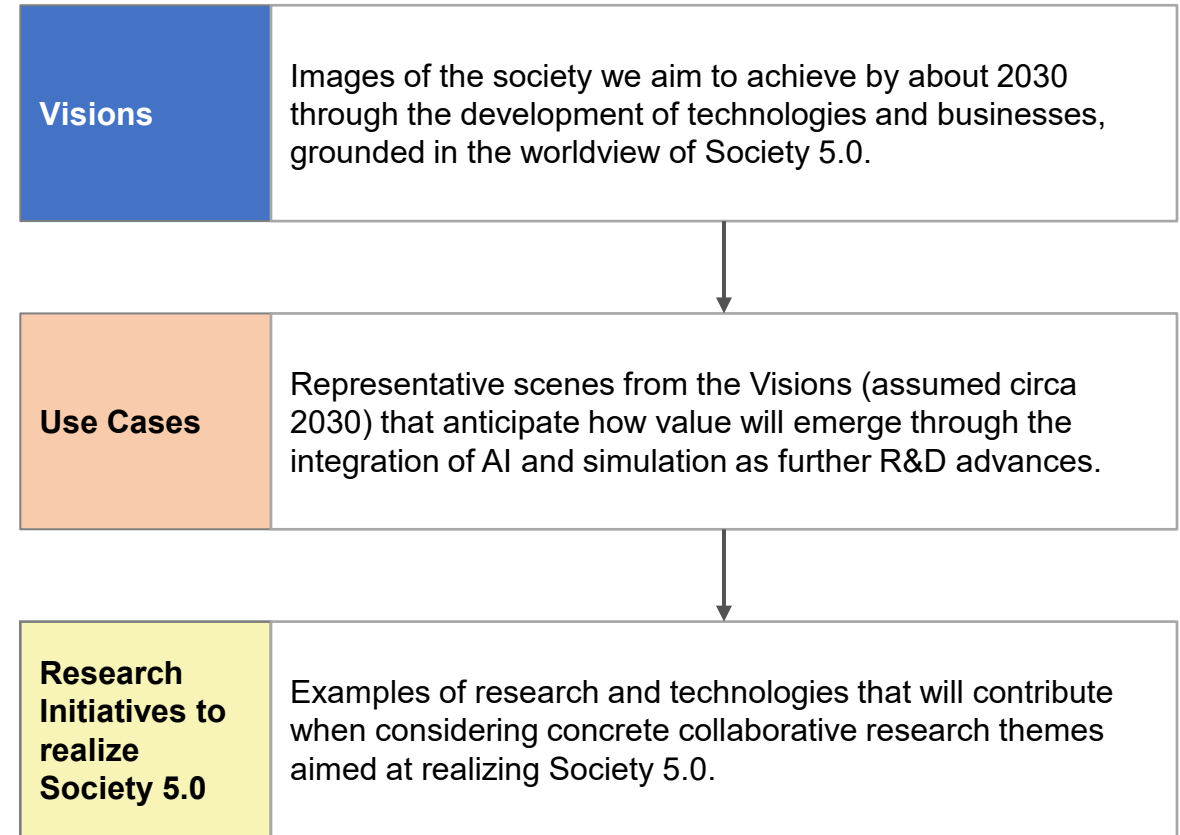 Visions
Images of the society we aim to achieve by about 2030
through the development of technologies and businesses,
grounded in the worldview of Society 5.0.
Use Cases
Representative scenes from the Visions (assumed circa
2030) that anticipate how value will emerge through the
integration of AI and simulation as further R&D advances.
Research
Initiatives to
realize
Society 5.0
Examples of research and technologies that will contribute
when considering concrete collaborative research themes
aimed at realizing Society 5.0.